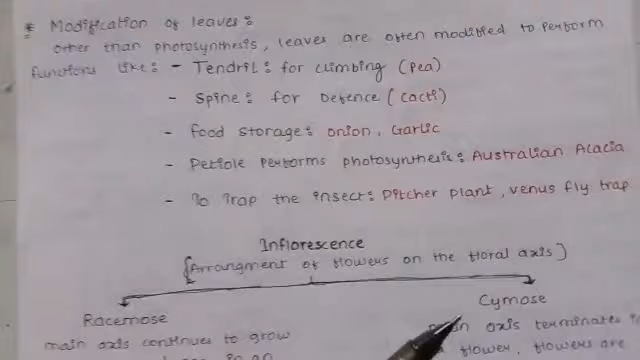 * Modification of leaves:
Other than photosynthesis, leaves are often modified to perform
functions like: - Tendril: for climbing (pea)
- Spine: for Defence (Cacti)
- food storage: onion, Garlic
- Petiole performs photosynthesis: Australian Acacia
- To Trap the insect: Pitcher plant, venus fly trap
Inflorescence
(Arrangment of flowers on the floral axis)
Racemose
Cymose
main axis continues to grow
axis terminates
flower, flowers are